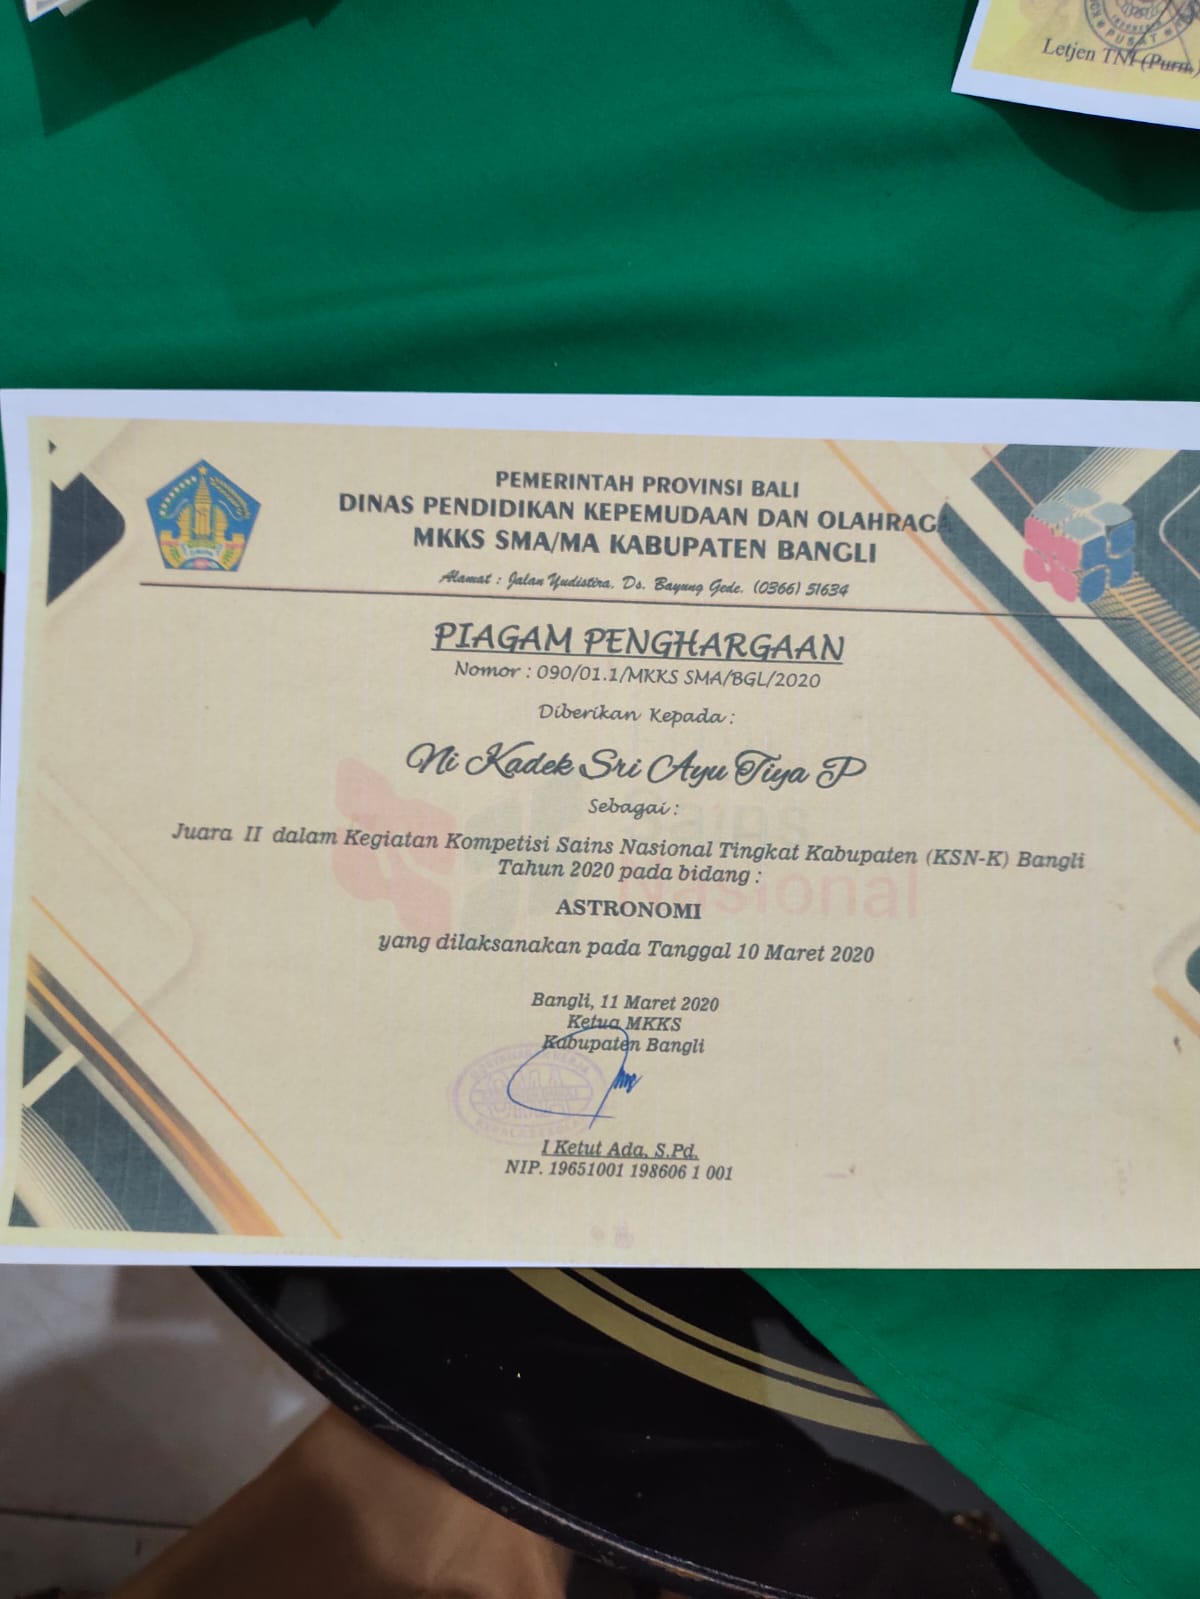 Letjen TNI (Purn.)
PUSAT
PEMERINTAH PROVINSI BALI
DINAS PENDIDIKAN KEPEMUDAAN DAN OLAHRAGA
MKKS SMA/MA KABUPATEN BANGLI
Alamat : Jalan Yudistira, Ds. Bayung Gede. (0366) 51634
PIAGAM PENGHARGAAN
Nomor : 090/01.1/MKKS SMA/BGL/2020
Diberikan Kepada :
Ni Kadek Sri Ayu Tiya P
Sebagai :
Sains
Juara II dalam Kegiatan Kompetisi Sains Nasional Tingkat Kabupaten (KSN-K) Bangli
Tahun 2020 pada bidang :
Nasional
ASTRONOMI
yang dilaksanakan pada Tanggal 10 Maret 2020
Bangli, 11 Maret 2020
Ketua MKKS
Kabupaten Bangli
I Ketut Ada, S.Pd.
NIP. 19651001 198606 1 001